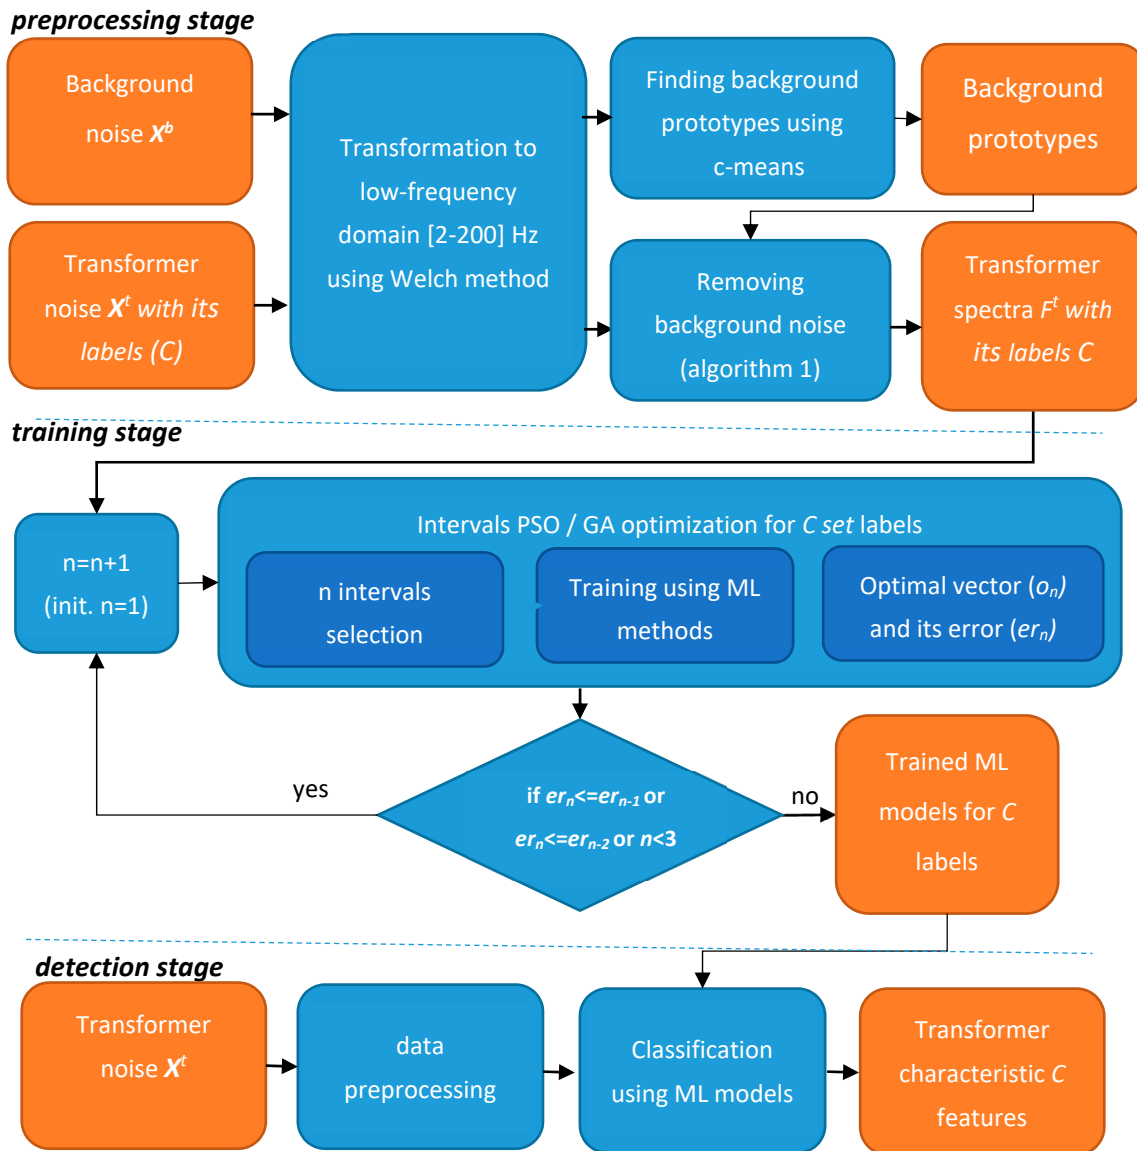 preprocessing stage
Background
noise X^b
Transformation to
low-frequency
domain [2-200] Hz
using Welch method
Finding background
prototypes using
c-means
Background
prototypes
Transformer
noise X^t with its
labels (C)
Removing
background noise
(algorithm 1)
Transformer
spectra F^t with
its labels C
training stage
n=n+1
(init. n=1)
Intervals PSO / GA optimization for C set labels
n intervals
selection
Training using ML
methods
Optimal vector (o_n)
and its error (er_n)
yes
if er_n<=er_{n-1} or
er_n<=er_{n-2} or n<3
no
Trained ML
models for C
labels
detection stage
Transformer
noise X^t
data
preprocessing
Classification
using ML models
Transformer
characteristic C
features